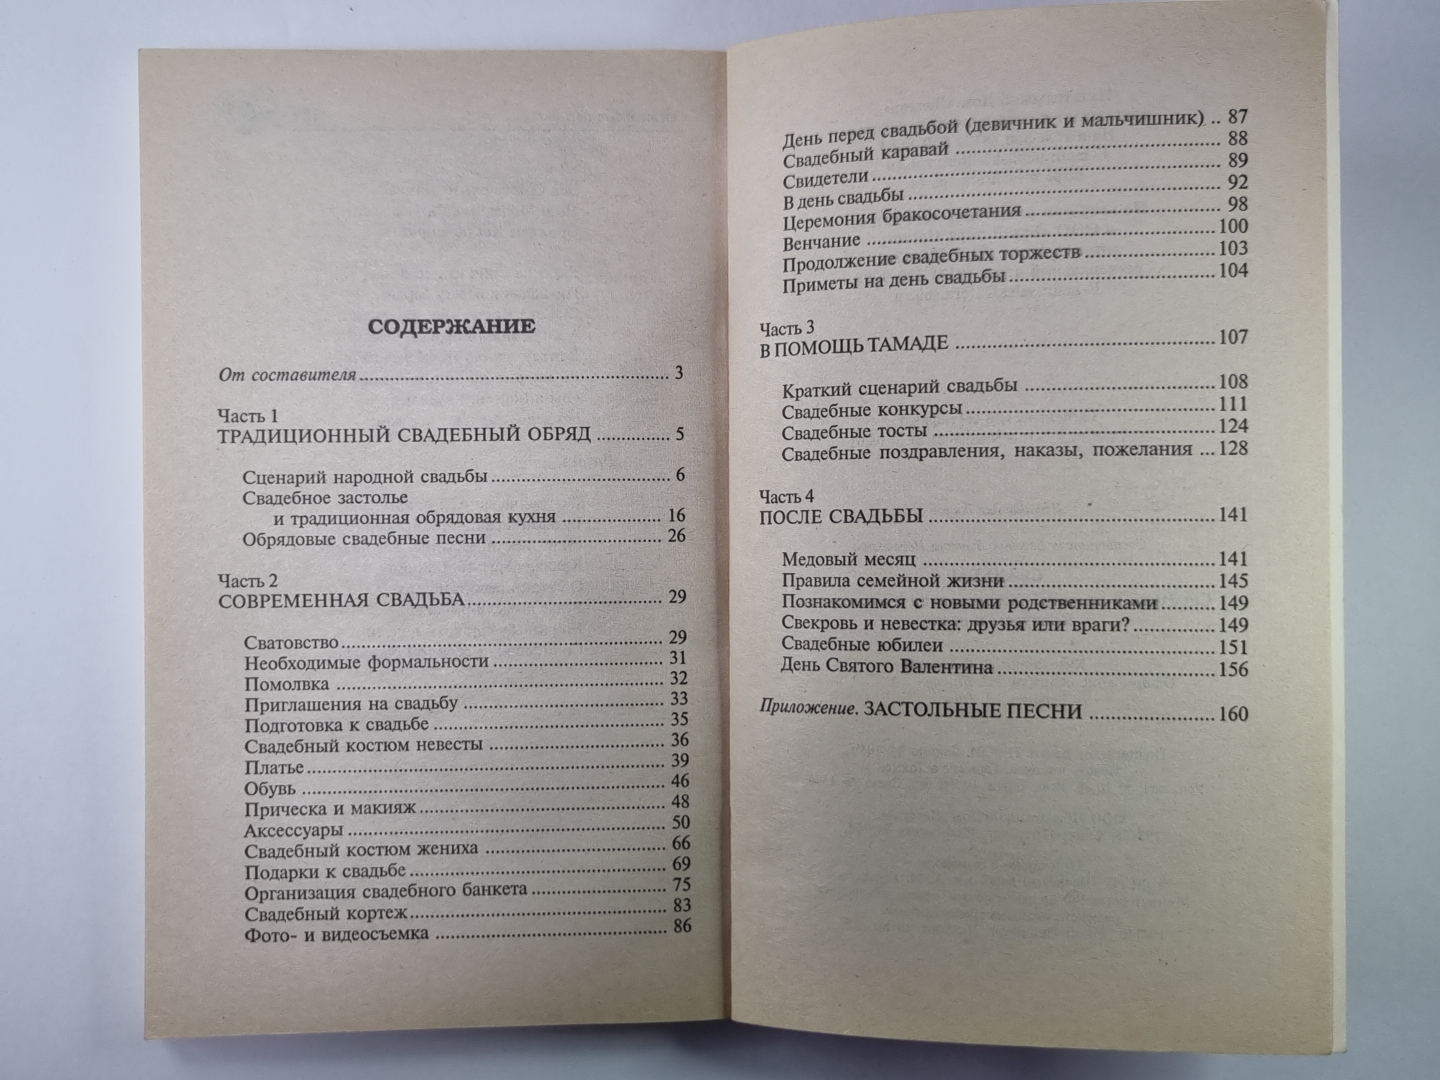 СОДЕРЖАНИЕ
От составителя ........ 3
Часть 1
ТРАДИЦИОННЫЙ СВАДЕБНЫЙ ОБРЯД ........ 5
Сценарий народной свадьбы ........ 6
Свадебное застолье
и традиционная обрядовая кухня ........ 16
Обрядовые свадебные песни ........ 26
Часть 2
СОВРЕМЕННАЯ СВАДЬБА ........ 29
Сватовство ........ 29
Необходимые формальности ........ 31
Помолвка ........ 32
Приглашения на свадьбу ........ 33
Подготовка к свадьбе ........ 35
Свадебный костюм невесты ........ 36
Платье ........ 39
Обувь ........ 46
Прическа и макияж ........ 48
Аксессуары ........ 50
Свадебный костюм жениха ........ 66
Подарки к свадьбе ........ 69
Организация свадебного банкета ........ 75
Свадебный кортеж ........ 83
Фото- и видеосъемка ........ 86
День перед свадьбой (девичник и мальчишник) .. 87
Свадебный каравай ........ 88
Свидетели ........ 89
В день свадьбы ........ 92
Церемония бракосочетания ........ 98
Венчание ........ 100
Продолжение свадебных торжеств ........ 103
Приметы на день свадьбы ........ 104
Часть 3
В ПОМОЩЬ ТАМАДЕ ........ 107
Краткий сценарий свадьбы ........ 108
Свадебные конкурсы ........ 111
Свадебные тосты ........ 124
Свадебные поздравления, наказы, пожелания ... 128
Часть 4
ПОСЛЕ СВАДЬБЫ ........ 141
Медовый месяц ........ 141
Правила семейной жизни ........ 145
Познакомимся с новыми родственниками ........ 149
Свекровь и невестка: друзья или враги? ........ 149
Свадебные юбилеи ........ 151
День Святого Валентина ........ 156
Приложение. ЗАСТОЛЬНЫЕ ПЕСНИ ........ 160